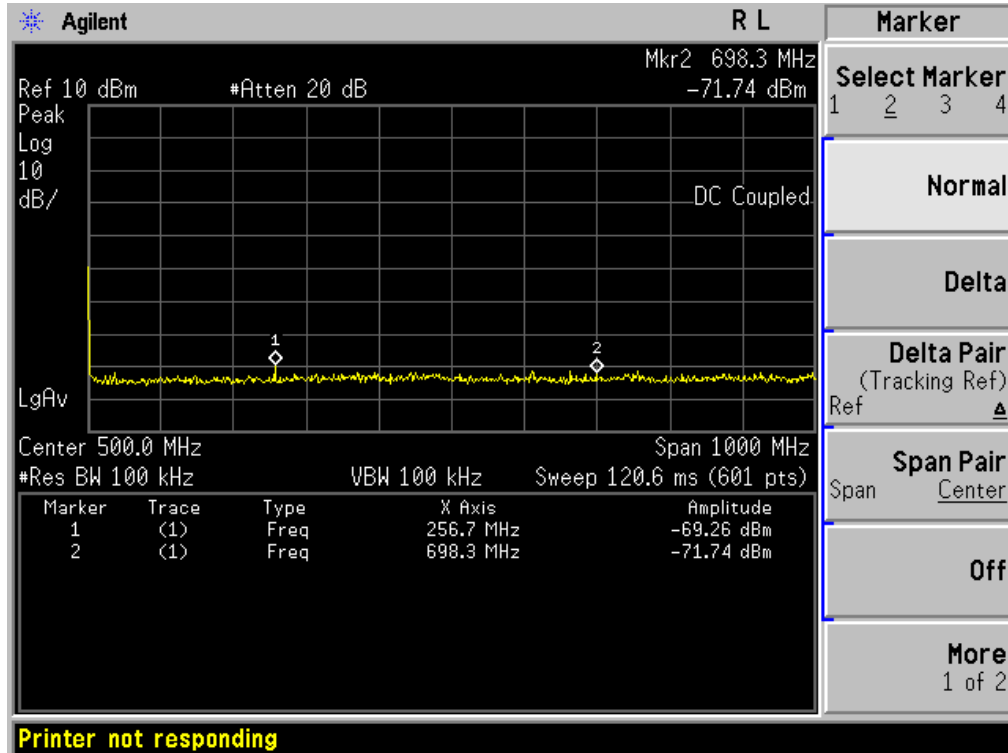 Agilent
R L
Marker
Mkr2 698.3 MHz
Ref 10 dBm #Atten 20 dB -71.74 dBm
Peak
Log
10
dB/
DC Coupled
1
2
LgAv
Center 500.0 MHz Span 1000 MHz
#Res BW 100 kHz VBW 100 kHz Sweep 120.6 ms (601 pts)
Marker Trace Type X Axis Amplitude
1 (1) Freq 256.7 MHz -69.26 dBm
2 (1) Freq 698.3 MHz -71.74 dBm
Select Marker
1 2 3 4
Normal
Delta
Delta Pair
(Tracking Ref)
Ref Δ
Span Pair
Span Center
Off
More
1 of 2
Printer not responding